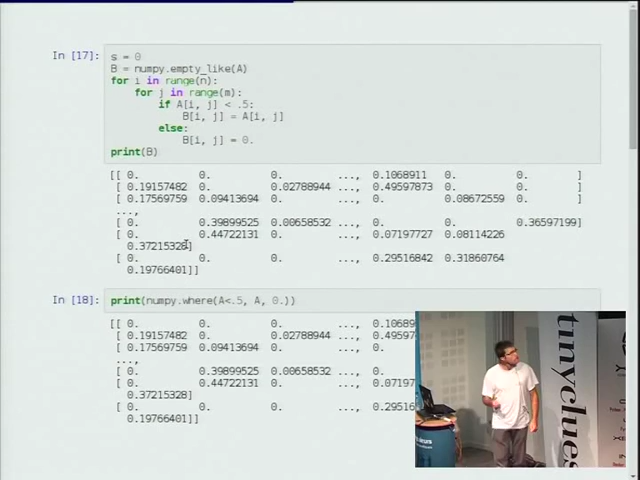 In [17]:
s = 0
B = numpy.empty_like(A)
for i in range(n):
for j in range(m):
if A[i, j] < .5:
B[i, j] = A[i, j]
else:
B[i, j] = 0.
print(B)
[[ 0. 0. 0. ..., 0.1068911 0. 0. ]
[ 0.19157482 0. 0.02788944 ..., 0.49597873 0. 0. ]
[ 0.17569759 0.09413694 0. ..., 0. 0.08672559 0. ]
...,
[ 0. 0.39899525 0.00658532 ..., 0. 0. 0.36597199]
[ 0. 0.44722131 0. ..., 0.07197727 0.08114226
0.37215328]
[ 0. 0. 0. ..., 0.29516842 0.31860764
0.19766401]]
In [18]:
print(numpy.where(A<.5, A, 0.))
[[ 0. 0. 0. ..., 0.1068
[ 0.19157482 0. 0.02788944 ..., 0.4959
[ 0.17569759 0.09413694 0. ..., 0.
...,
[ 0. 0.39899525 0.00658532 ..., 0.
[ 0. 0.44722131 0. ..., 0.0719
0.37215328]
[ 0. 0. 0. ..., 0.2951
0.19766401]]
tinyclues